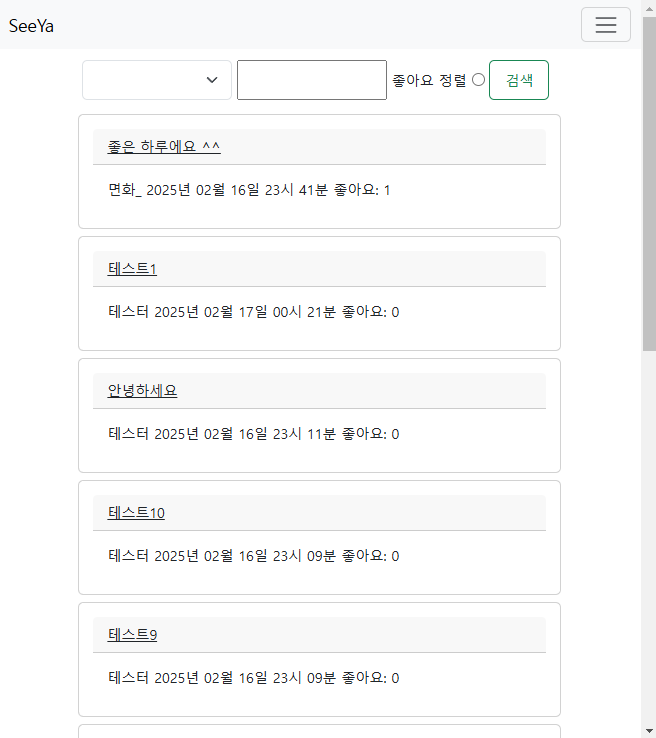 SeeYa
좋아요 정렬 검색
좋은 하루에요 ^^
면화_ 2025년 02월 16일 23시 41분 좋아요: 1
테스트1
테스터 2025년 02월 17일 00시 21분 좋아요: 0
안녕하세요
테스터 2025년 02월 16일 23시 11분 좋아요: 0
테스트10
테스터 2025년 02월 16일 23시 09분 좋아요: 0
테스트9
테스터 2025년 02월 16일 23시 09분 좋아요: 0